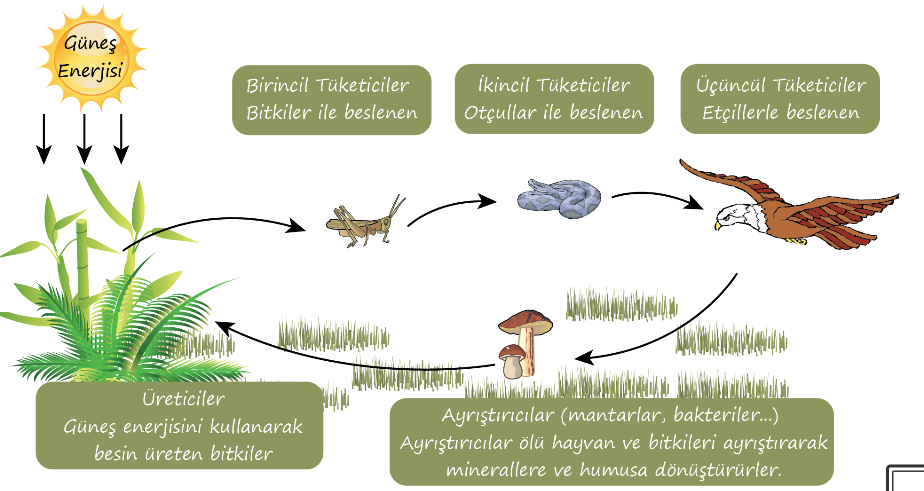 Güneş
Enerjisi
Birincil Tüketiciler
Bitkiler ile beslenen
İkincil Tüketiciler
Otçullar ile beslenen
Üçüncül Tüketiciler
Etçillerle beslenen
Üreticiler
Güneş enerjisini kullanarak
besin üreten bitkiler
Ayrıştırıcılar (mantarlar, bakteriler...)
Ayrıştırıcılar ölü hayvan ve bitkileri ayrıştırarak
minerallere ve humusa dönüştürürler.